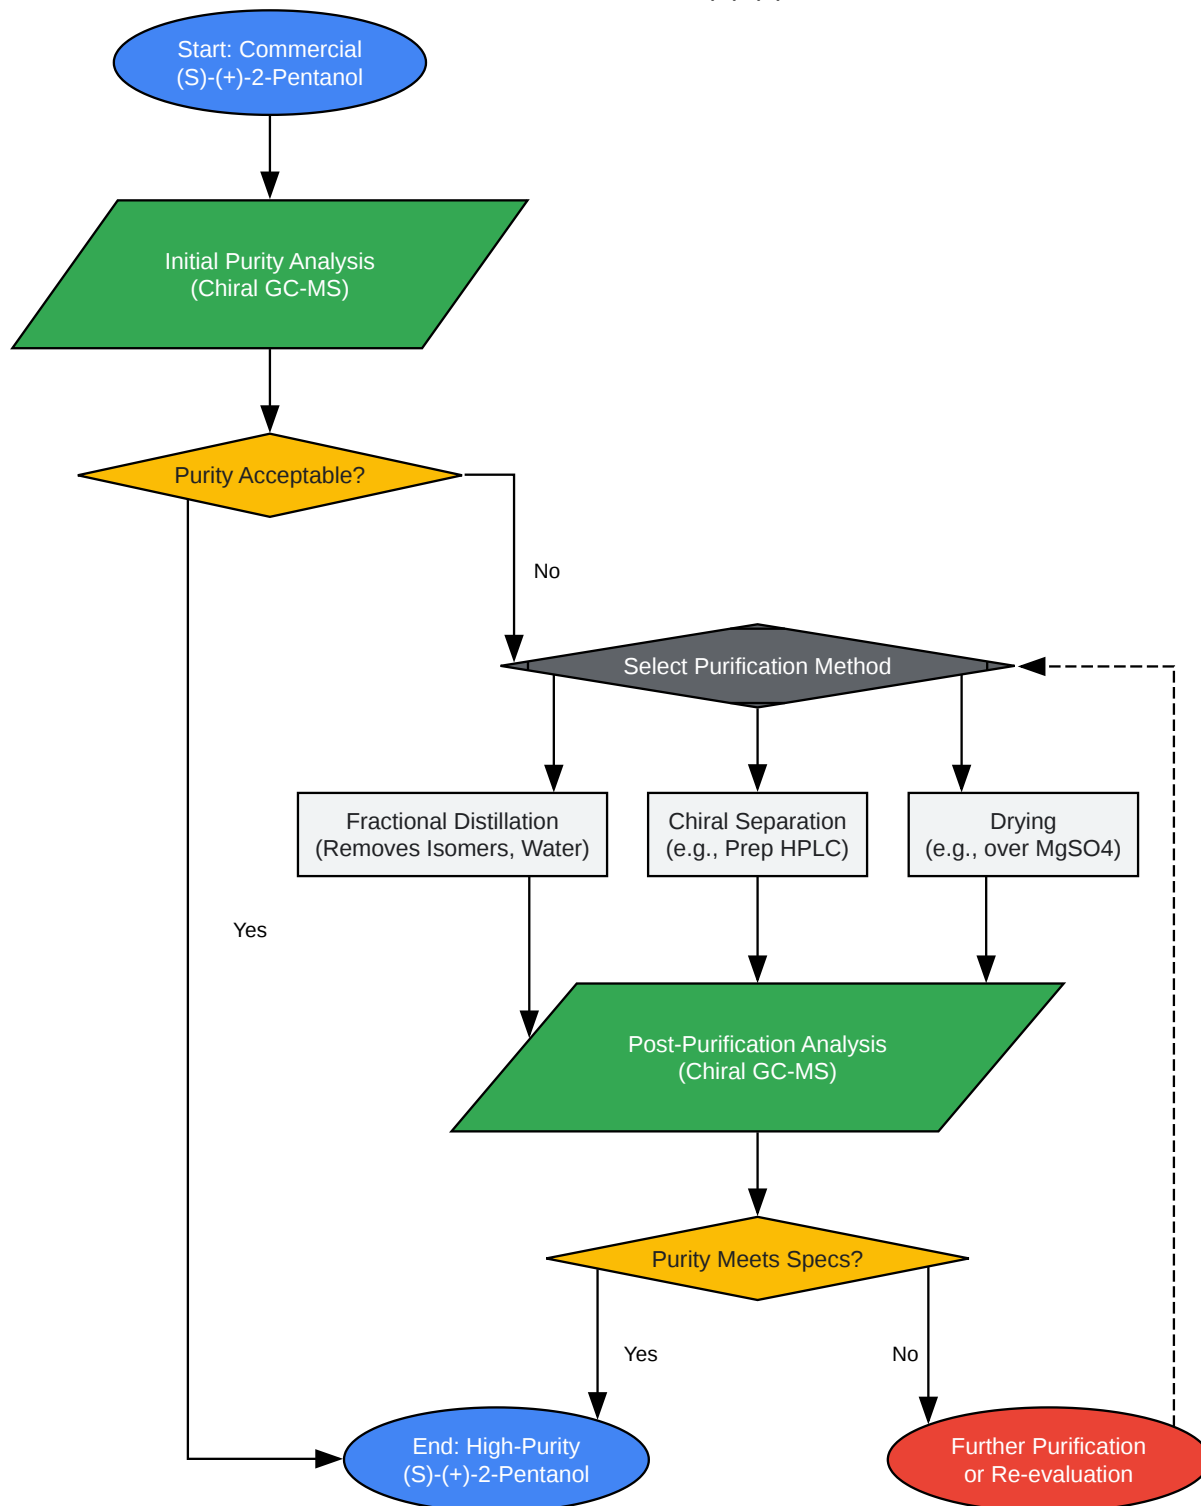 Start: Commercial
(S)-(+)-2-Pentanol
Initial Purity Analysis
(Chiral GC-MS)
Purity Acceptable?
No
Select Purification Method
Fractional Distillation
(Removes Isomers, Water)
Chiral Separation
(e.g., Prep HPLC)
Drying
(e.g., over MgSO4)
Yes
Post-Purification Analysis
(Chiral GC-MS)
Purity Meets Specs?
Yes
No
End: High-Purity
(S)-(+)-2-Pentanol
Further Purification
or Re-evaluation